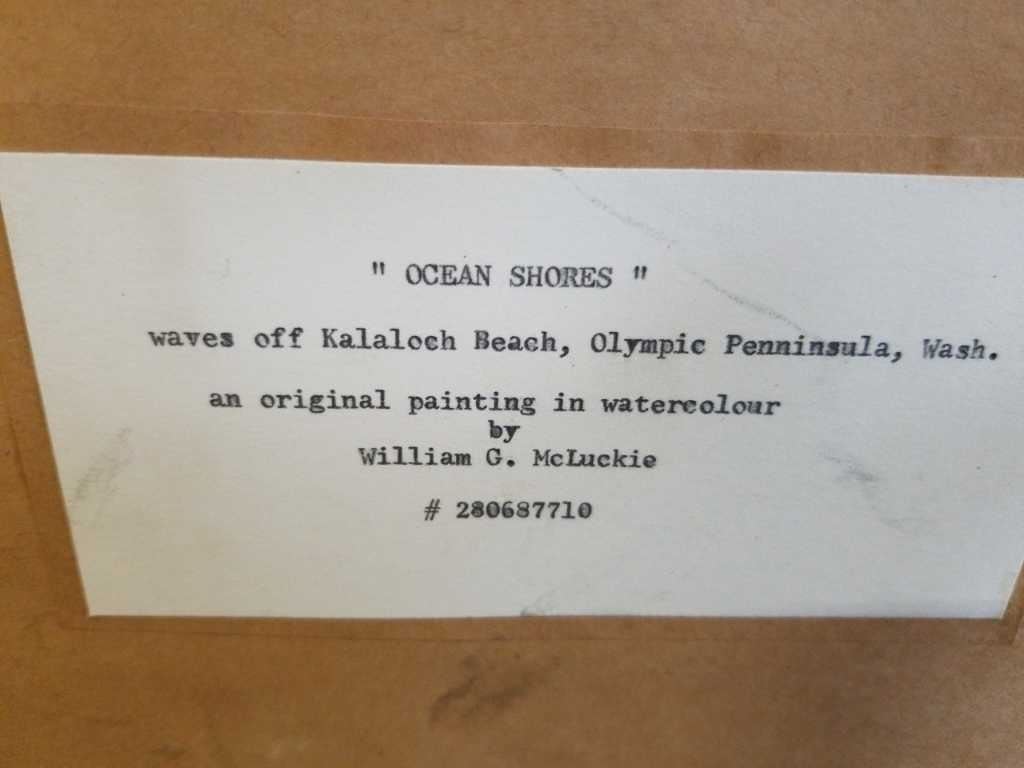 " OCEAN SHORES "
waves off Kalaloch Beach, Olympic Penninsula, Wash.
an original painting in watercolour
by
William G. McLuckie
# 280687710